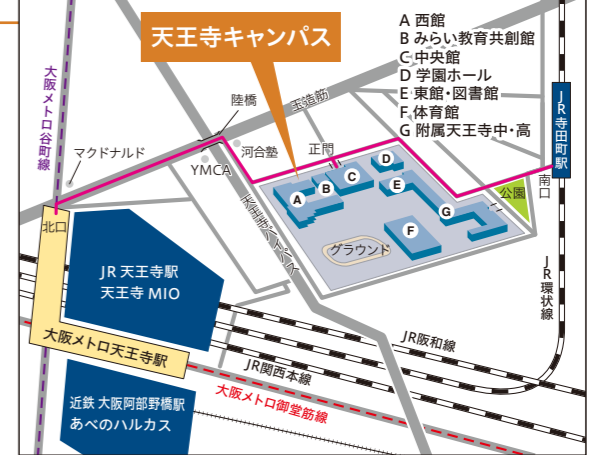 天王寺キャンパス
A 西館
B みらい教育共創館
C 中央館
D 学園ホール
E 東館・図書館
F 体育館
G 附属天王寺中・高
大阪メトロ谷町線
陸橋
玉造筋
マクドナルド
YMCA
河合塾
正門
JR寺田町駅
南口
公園
A
B
C
D
E
F
G
グラウンド
天王寺バイパス
北口
JR 天王寺駅
天王寺 MIO
JR環状線
大阪メトロ天王寺駅
JR阪和線
JR関西本線
大阪メトロ御堂筋線
近鉄 大阪阿部野橋駅
あべのハルカス